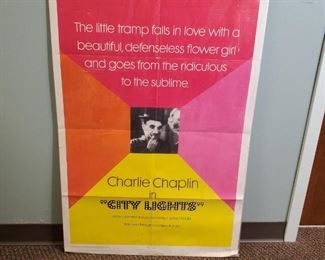 The little tramp falls in love with a
beautiful, defenseless flower girl
and goes from the ridiculous
to the sublime.
Charlie Chaplin
in
"CITY LIGHTS"